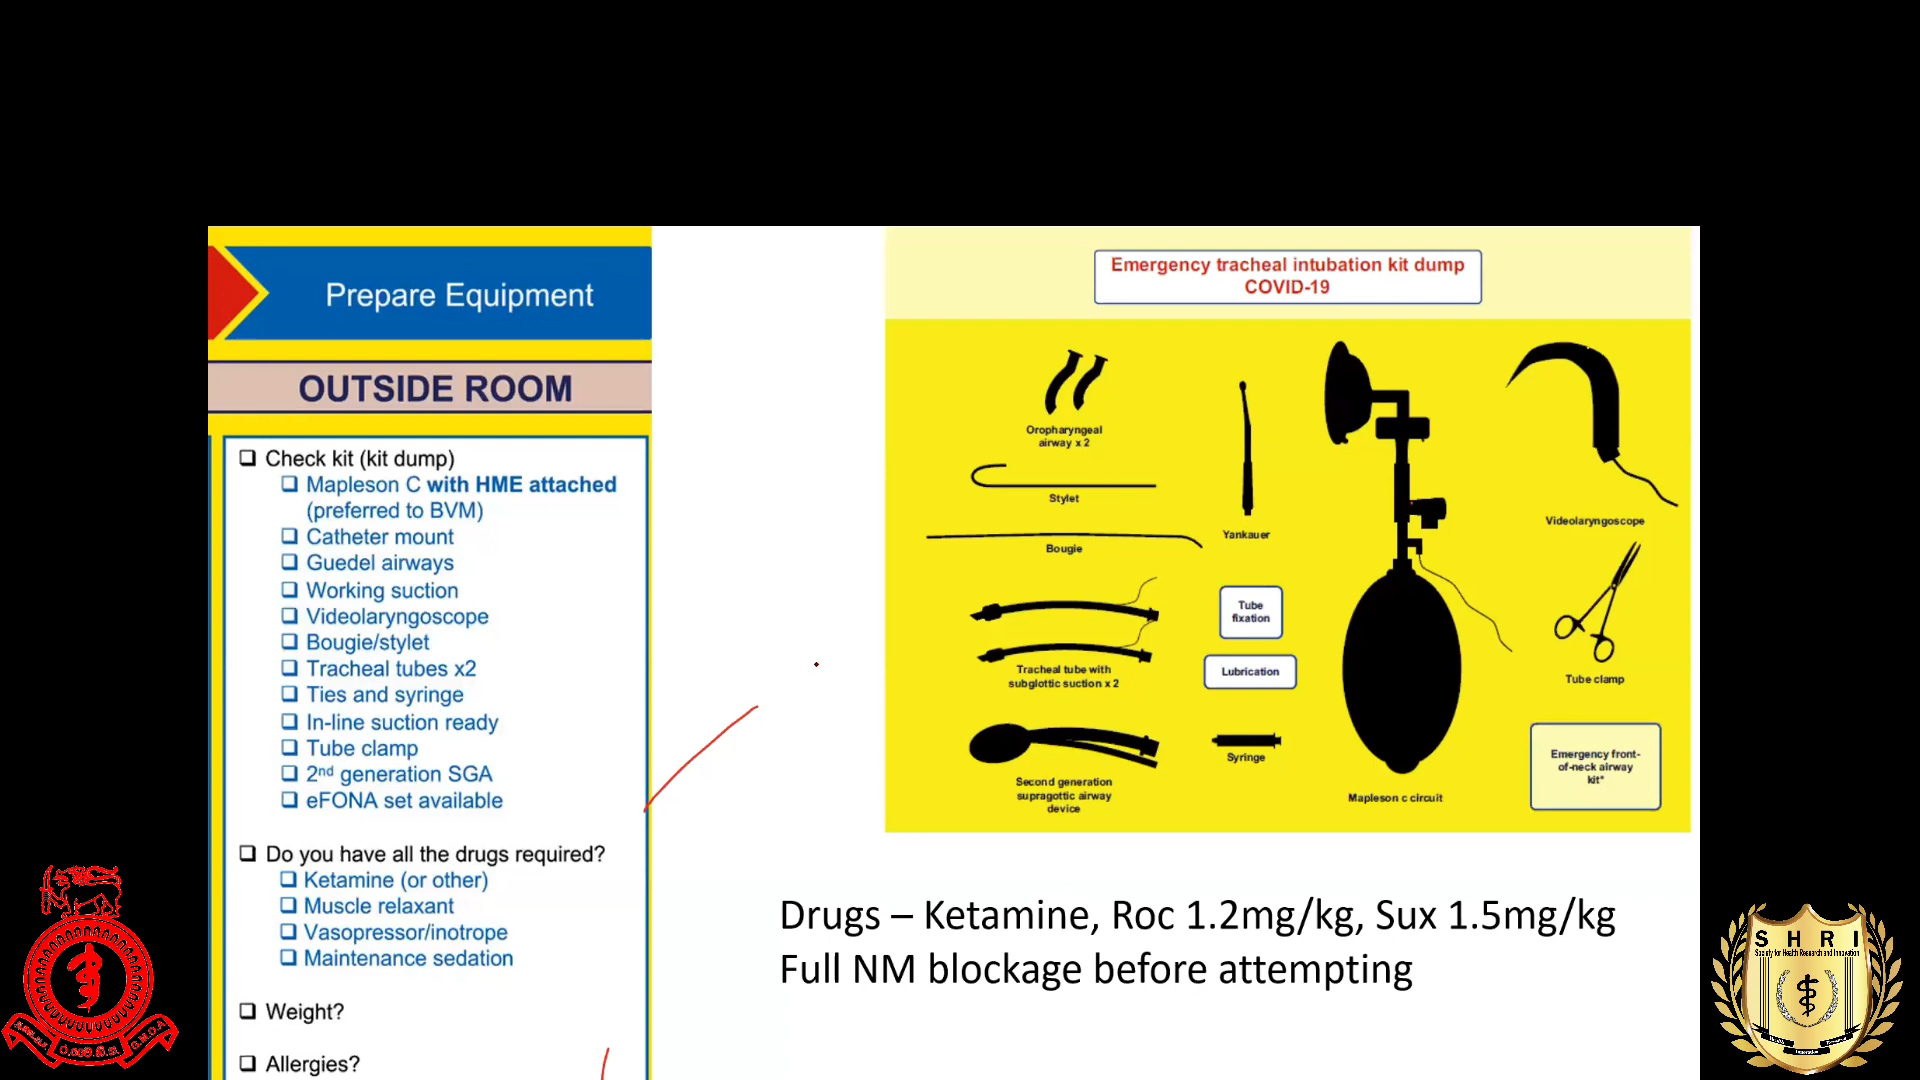 Prepare Equipment
OUTSIDE ROOM
Check kit (kit dump)
Mapleson C with HME attached
(preferred to BVM)
Catheter mount
Guedel airways
Working suction
Videolaryngoscope
Bougie/stylet
Tracheal tubes x2
Ties and syringe
In-line suction ready
Tube clamp
2nd generation SGA
eFONA set available
Do you have all the drugs required?
Ketamine (or other)
Muscle relaxant
Vasopressor/inotrope
Maintenance sedation
Weight?
Allergies?
Emergency tracheal intubation kit dump
COVID-19
Oropharyngeal
airway x 2
Stylet
Bougie
Tracheal tube with
subglottic suction x 2
Second generation
supragottic airway
device
Yankauer
Tube
fixation
Lubrication
Syringe
Mapleson c circuit
Videolaryngoscope
Tube clamp
Emergency front-
of-neck airway
kit*
Drugs – Ketamine, Roc 1.2mg/kg, Sux 1.5mg/kg
Full NM blockage before attempting
S H R I
Society for Health Research and Innovation
G.M.O.A